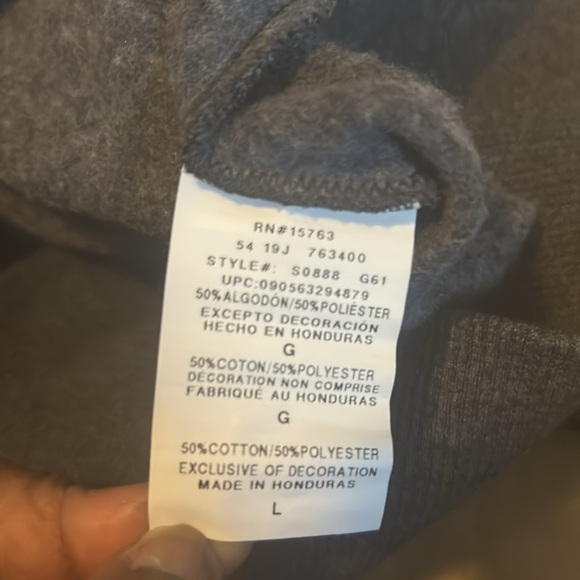 RN#15763
54 19J 763400
STYLE#: S0888 G61
UPC:090563294879
50%ALGODÓN/50%POLIÉSTER
EXCEPTO DECORACIÓN
HECHO EN HONDURAS
G
50%COTON/50%POLYESTER
DÉCORATION NON COMPRISE
FABRIQUÉ AU HONDURAS
G
50%COTTON/50%POLYESTER
EXCLUSIVE OF DECORATION
MADE IN HONDURAS
L